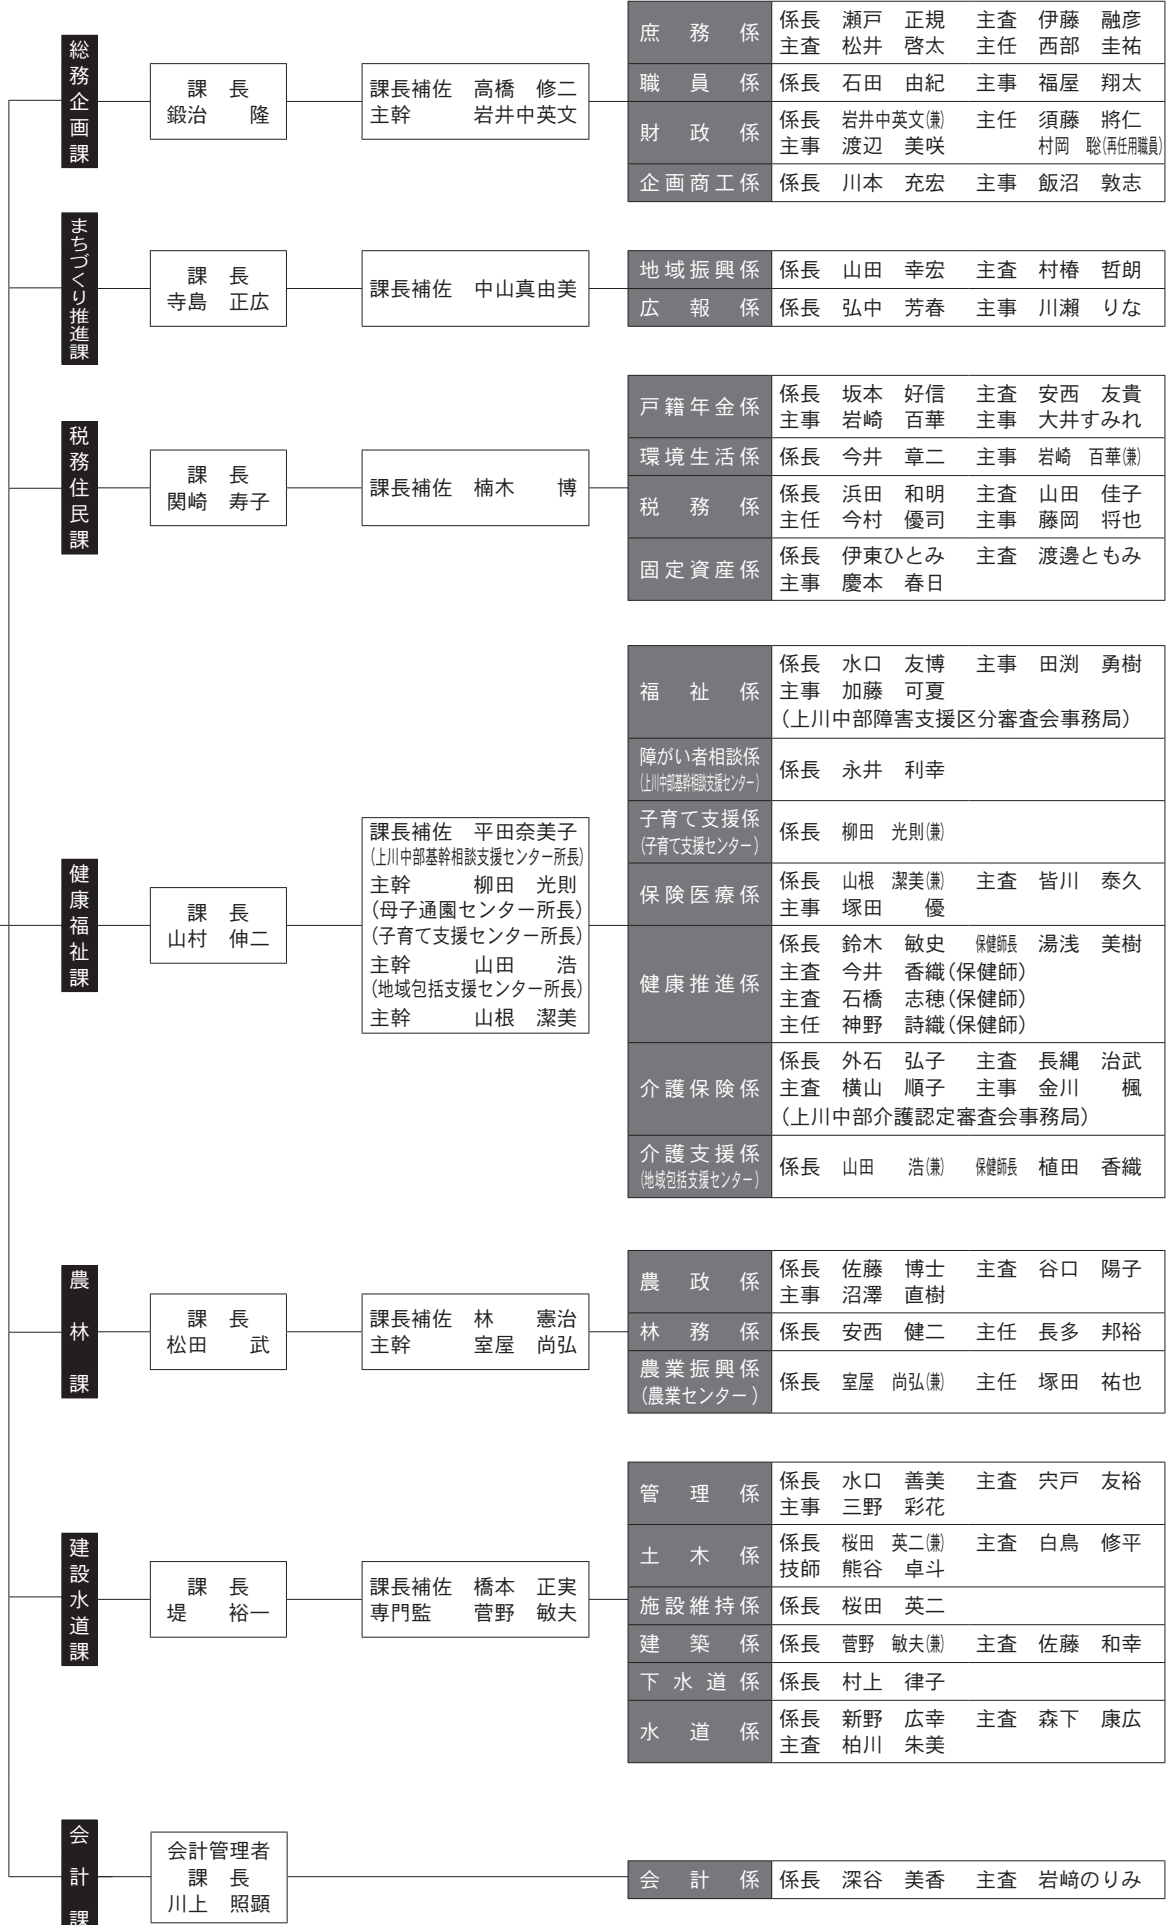 総務企画課
課　長
鍛治　　隆
課長補佐　高橋　修二
主幹　　　岩井中英文
庶務係
係長　瀬戸　正規　主査　伊藤　融彦
主査　松井　啓太　主任　西部　圭祐
職員係
係長　石田　由紀　主事　福屋　翔太
財政係
係長　岩井中英文(兼)　主任　須藤　將仁
主事　渡辺　美咲　村岡　聡(再任用職員)
企画商工係
係長　川本　充宏　主事　飯沼　敦志
まちづくり推進課
課　長
寺島　正広
課長補佐　中山真由美
地域振興係
係長　山田　幸宏　主査　村椿　哲朗
広報係
係長　弘中　芳春　主事　川瀬　りな
税務住民課
課　長
関崎　寿子
課長補佐　楠木　　博
戸籍年金係
係長　坂本　好信　主査　安西　友貴
主事　岩崎　百華　主事　大井すみれ
環境生活係
係長　今井　章二　主事　岩崎　百華(兼)
税務係
係長　浜田　和明　主査　山田　佳子
主任　今村　優司　主事　藤岡　将也
固定資産係
係長　伊東ひとみ　主査　渡邊ともみ
主事　慶本　春日
健康福祉課
課　長
山村　伸二
課長補佐　平田奈美子
(上川中部基幹相談支援センター所長)
主幹　　　柳田　光則
(母子通園センター所長)
(子育て支援センター所長)
主幹　　　山田　　浩
(地域包括支援センター所長)
主幹　　　山根　潔美
福祉係
係長　水口　友博　主事　田渕　勇樹
主事　加藤　可夏
(上川中部障害支援区分審査会事務局)
障がい者相談係
(上川中部基幹相談支援センター)
係長　永井　利幸
子育て支援係
(子育て支援センター)
係長　柳田　光則(兼)
保険医療係
係長　山根　潔美(兼)　主査　皆川　泰久
主事　塚田　　優
健康推進係
係長　鈴木　敏史　保健師長　湯浅　美樹
主査　今井　香織(保健師)
主査　石橋　志穂(保健師)
主任　神野　詩織(保健師)
介護保険係
係長　外石　弘子　主査　長縄　治武
主査　横山　順子　主事　金川　　楓
(上川中部介護認定審査会事務局)
介護支援係
(地域包括支援センター)
係長　山田　　浩(兼)　保健師長　植田　香織
農林課
課　長
松田　　武
課長補佐　林　　憲治
主幹　　　室屋　尚弘
農政係
係長　佐藤　博士　主査　谷口　陽子
主事　沼澤　直樹
林務係
係長　安西　健二　主任　長多　邦裕
農業振興係
(農業センター)
係長　室屋　尚弘(兼)　主任　塚田　祐也
建設水道課
課　長
堤　　裕一
課長補佐　橋本　正実
専門監　　菅野　敏夫
管理係
係長　水口　善美　主査　宍戸　友裕
主事　三野　彩花
土木係
係長　桜田　英二(兼)　主査　白鳥　修平
技師　熊谷　卓斗
施設維持係
係長　桜田　英二
建築係
係長　菅野　敏夫(兼)　主査　佐藤　和幸
下水道係
係長　村上　律子
水道係
係長　新野　広幸　主査　森下　康広
主査　柏川　朱美
会計課
会計管理者
課　長
川上　照顕
会計係
係長　深谷　美香　主査　岩﨑のりみ